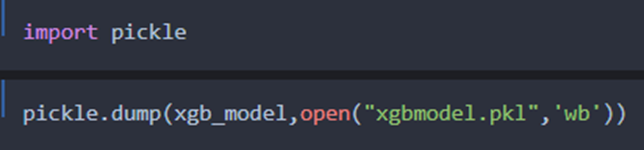 import pickle
pickle.dump(xgb_model,open("xgbmodel.pkl",'wb'))